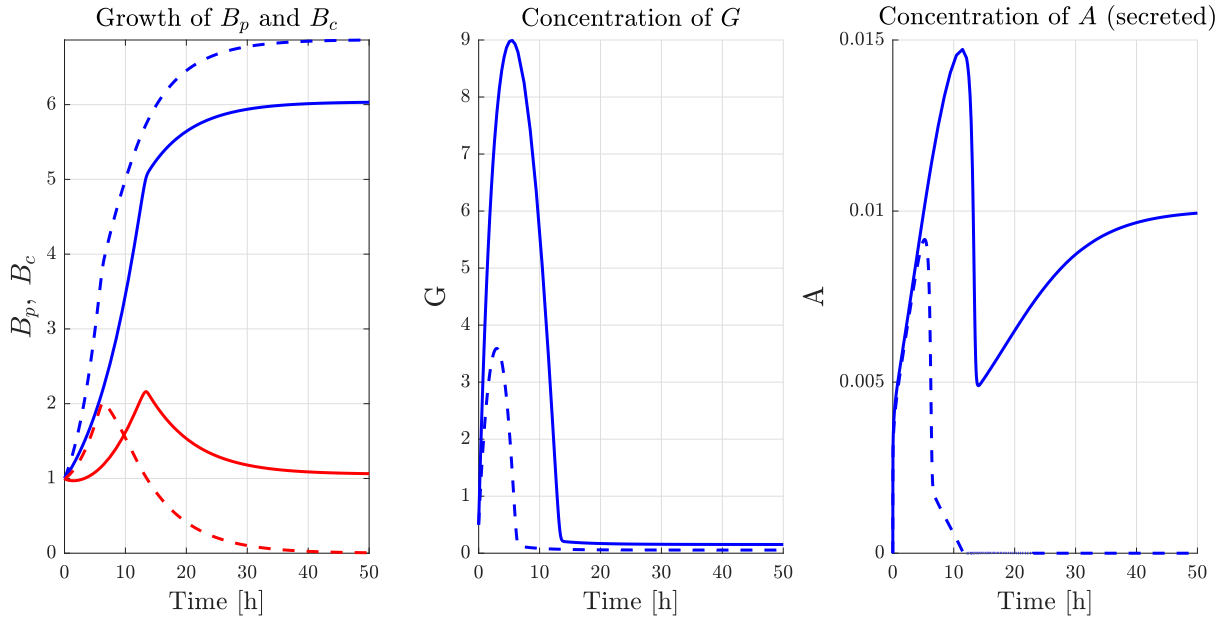 Growth of B_p and B_c
6
5
4
3
2
1
0
0 10 20 30 40 50
B_p, B_c
Time [h]
Concentration of G
9
8
7
6
5
4
3
2
1
0
0 10 20 30 40 50
G
Time [h]
Concentration of A (secreted)
0.015
0.01
0.005
0
0 10 20 30 40 50
A
Time [h]